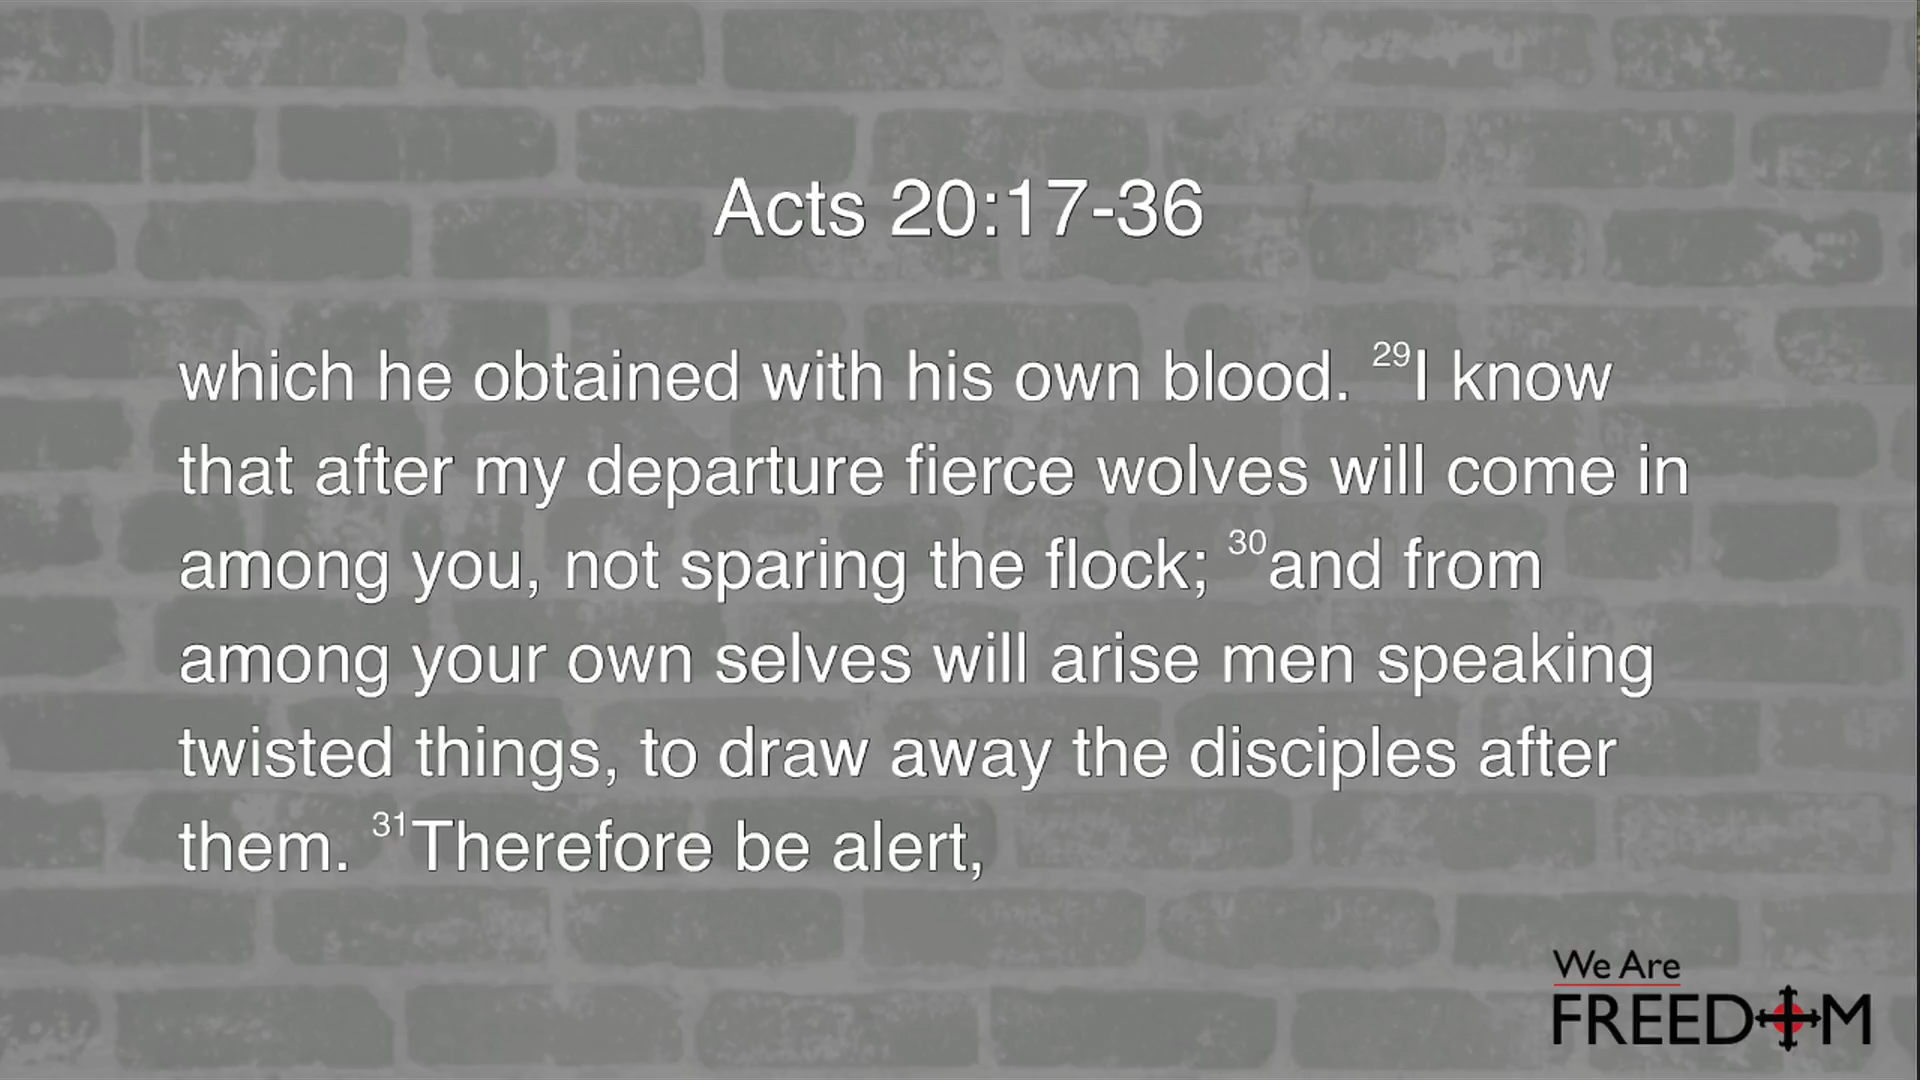 Acts 20:17-36
which he obtained with his own blood. 29I know
that after my departure fierce wolves will come in
among you, not sparing the flock; 30and from
among your own selves will arise men speaking
twisted things, to draw away the disciples after
them. 31Therefore be alert,
We Are
FREEDOM